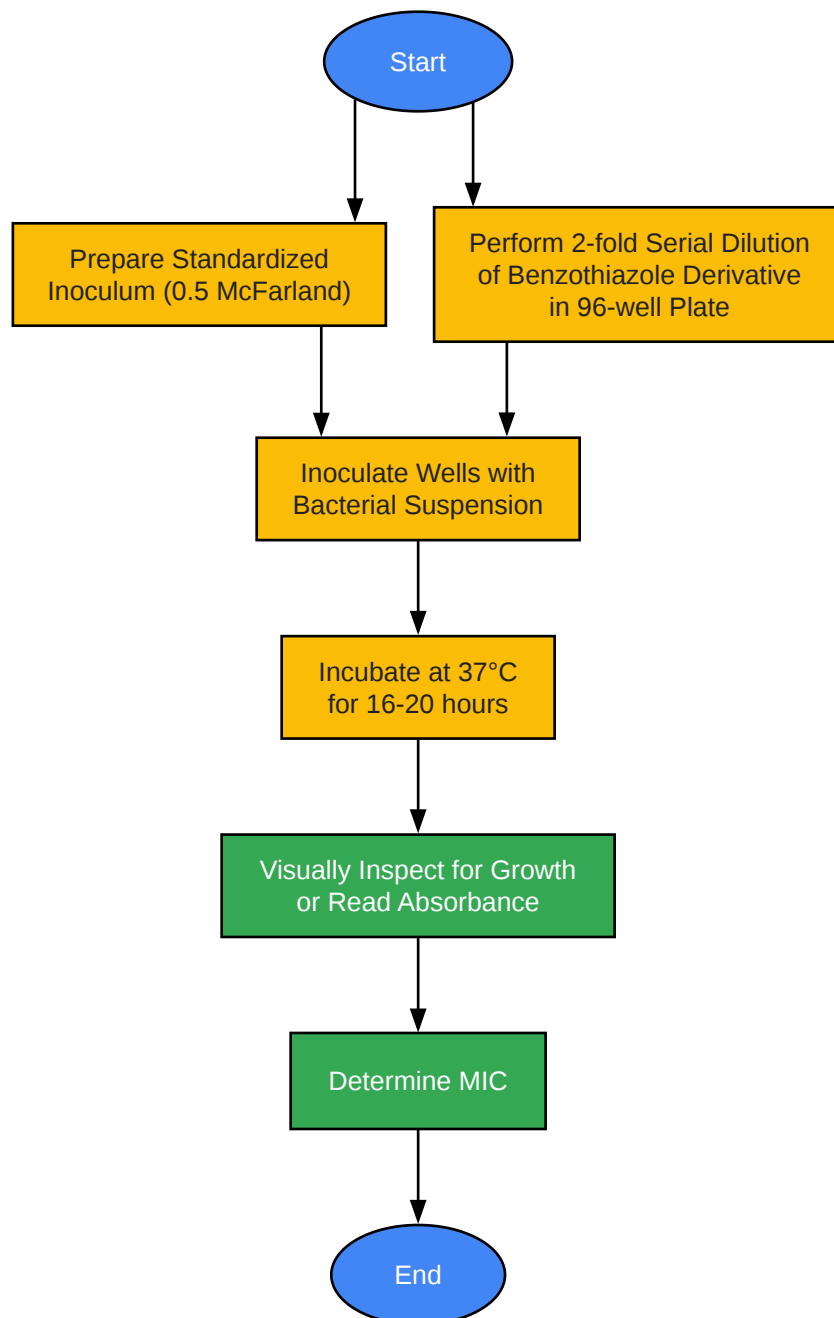 Start
Prepare Standardized
Inoculum (0.5 McFarland)
Perform 2-fold Serial Dilution
of Benzothiazole Derivative
in 96-well Plate
Inoculate Wells with
Bacterial Suspension
Incubate at 37°C
for 16-20 hours
Visually Inspect for Growth
or Read Absorbance
Determine MIC
End